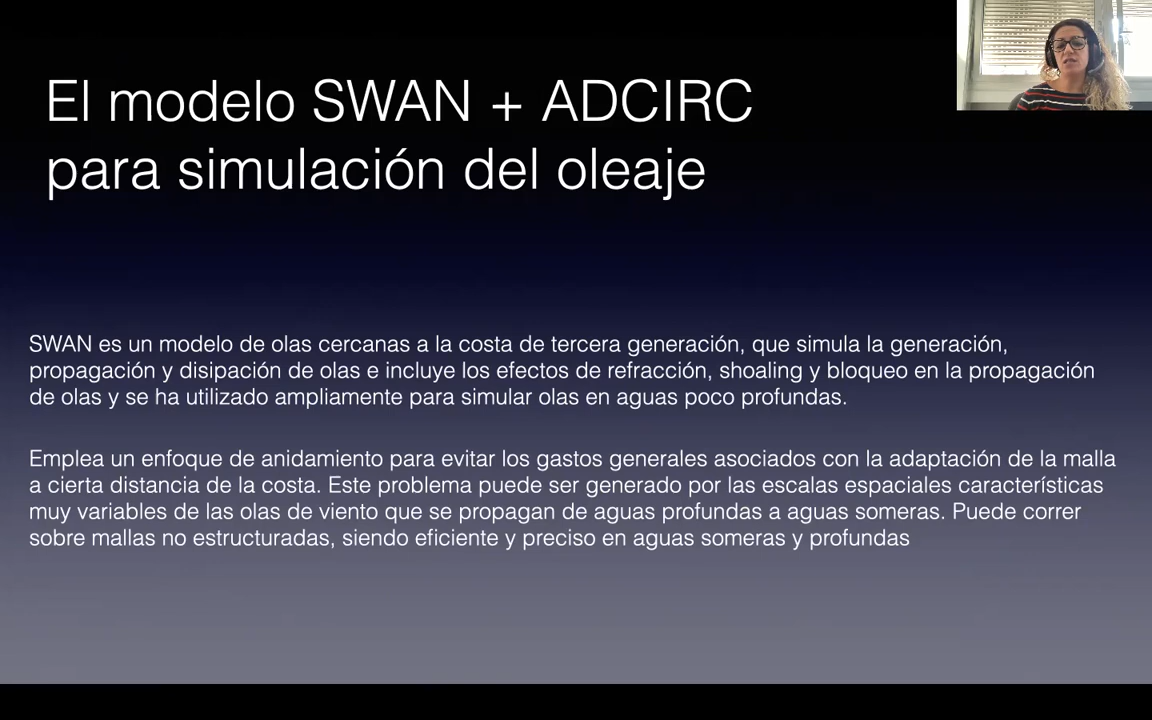 El modelo SWAN + ADCIRC
para simulación del oleaje
SWAN es un modelo de olas cercanas a la costa de tercera generación, que simula la generación,
propagación y disipación de olas e incluye los efectos de refracción, shoaling y bloqueo en la propagación
de olas y se ha utilizado ampliamente para simular olas en aguas poco profundas.
Emplea un enfoque de anidamiento para evitar los gastos generales asociados con la adaptación de la malla
a cierta distancia de la costa. Este problema puede ser generado por las escalas espaciales características
muy variables de las olas de viento que se propagan de aguas profundas a aguas someras. Puede correr
sobre mallas no estructuradas, siendo eficiente y preciso en aguas someras y profundas